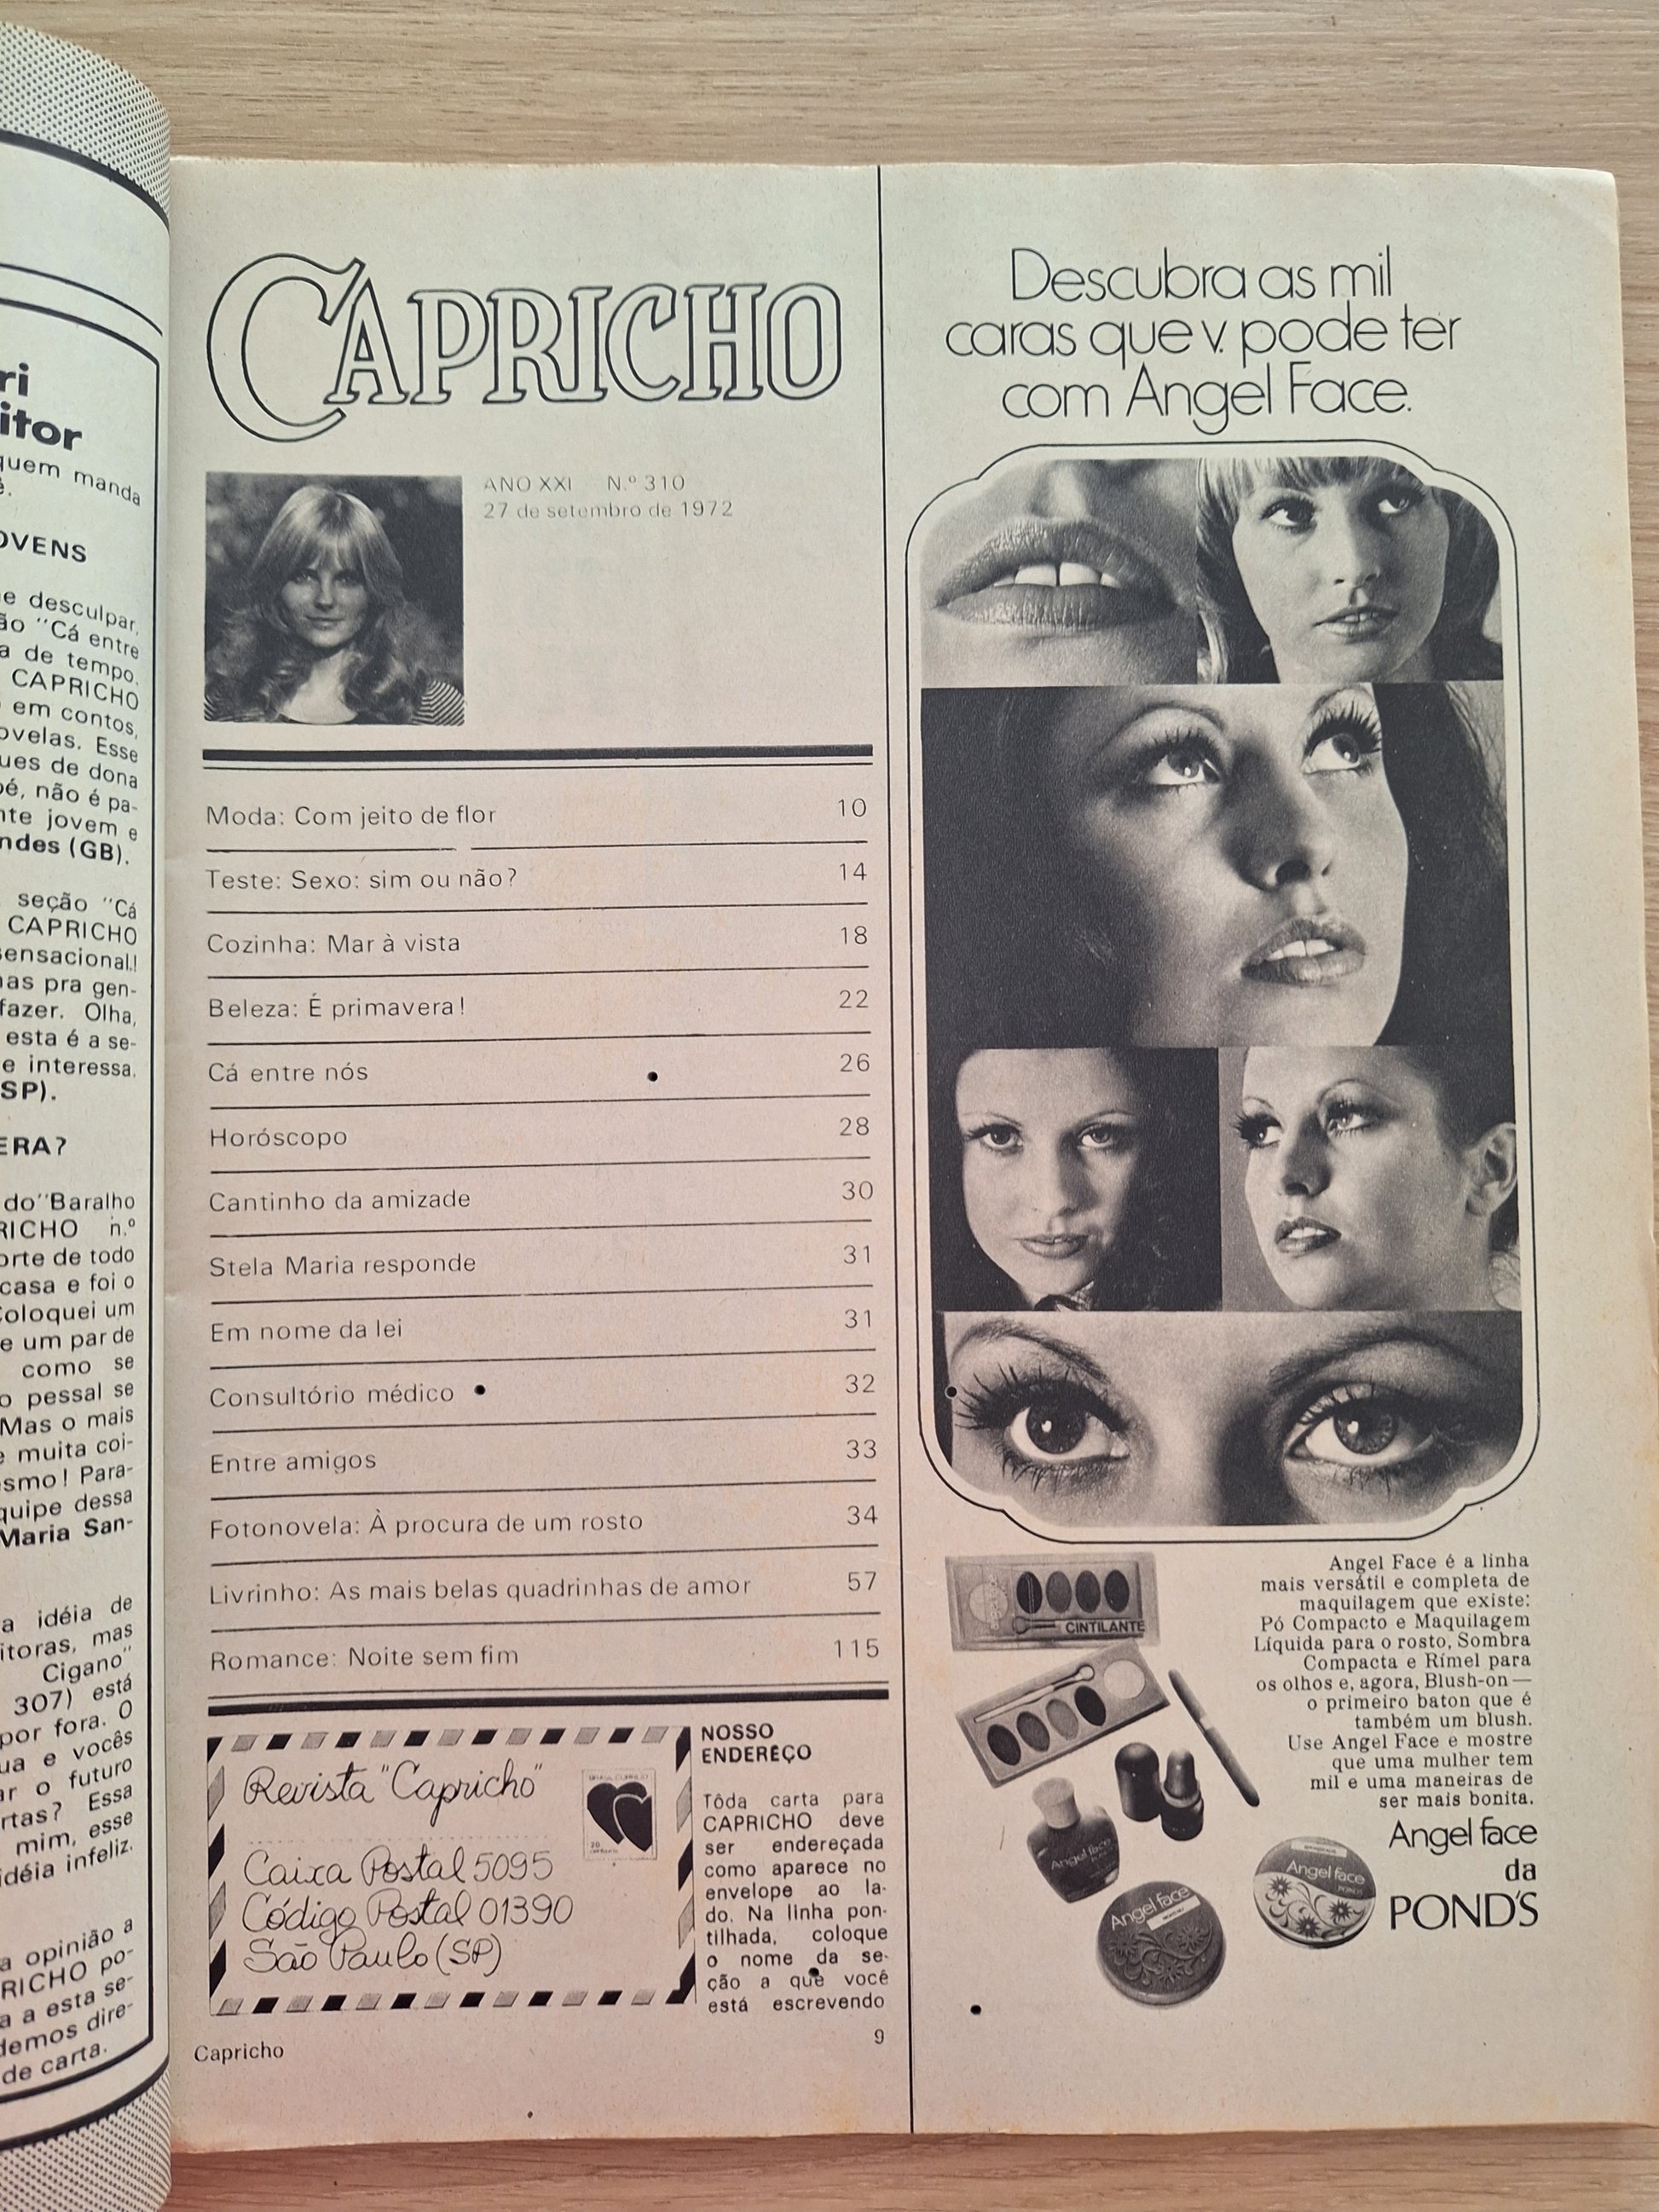 ri
itor
quem manda
OVENS
e desculpar,
ão "Cá entre
a de tempo.
CAPRICHO
em contos,
ovelas. Esse
ues de dona
pé, não é pa-
nte jovem e
ndes (GB).
seção "Cá
CAPRICHO
sensacional!
as pra gen-
fazer. Olha,
esta é a se-
e interessa.
SP).
ERA?
do "Baralho
RICHO n.º
orte de todo
casa e foi o
Coloquei um
e um par de
como se
o pessal se
Mas o mais
e muita coi-
esmo! Para-
quipe dessa
Maria San-
a idéia de
itoras, mas
Cigano"
307) está
por fora. O
ua e vocês
ar o futuro
rtas? Essa
mim, esse
idéia infeliz.
a opinião a
RICHO po-
a a esta se-
demos dire-
de carta.
CAPRICHO
ANO XXI N.º 310
27 de setembro de 1972
Moda: Com jeito de flor 10
Teste: Sexo: sim ou não? 14
Cozinha: Mar à vista 18
Beleza: É primavera! 22
Cá entre nós 26
Horóscopo 28
Cantinho da amizade 30
Stela Maria responde 31
Em nome da lei 31
Consultório médico 32
Entre amigos 33
Fotonovela: À procura de um rosto 34
Livrinho: As mais belas quadrinhas de amor 57
Romance: Noite sem fim 115
Revista "Capricho"
Caixa Postal 5095
Código Postal 01390
São Paulo (SP)
NOSSO
ENDERÊÇO
Tôda carta para
CAPRICHO deve
ser endereçada
como aparece no
envelope ao la-
do. Na linha pon-
tilhada, coloque
o nome da se-
ção a que você
está escrevendo
Capricho
9
Descubra as mil
caras que v. pode ter
com Angel Face.
CINTILANTE
Angel Face é a linha
mais versátil e completa de
maquilagem que existe:
Pó Compacto e Maquilagem
Líquida para o rosto, Sombra
Compacta e Rímel para
os olhos e, agora, Blush-on —
o primeiro baton que é
também um blush.
Use Angel Face e mostre
que uma mulher tem
mil e uma maneiras de
ser mais bonita.
Angel face
Angel face
POND'S
Angel face
Angel face
da
POND'S